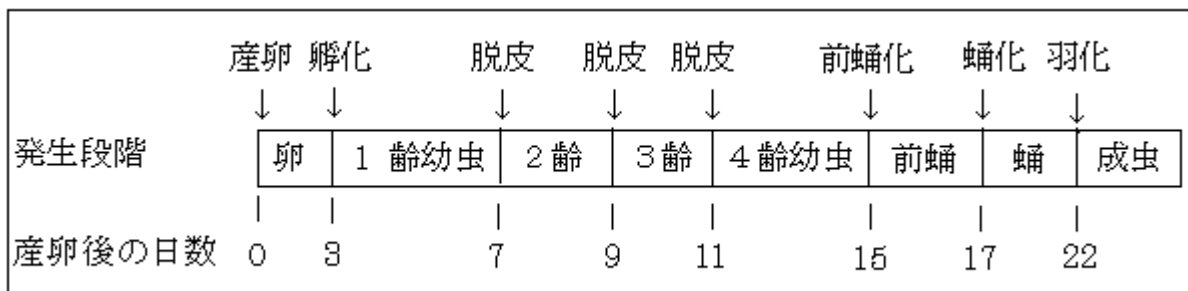 産卵 孵化 脱皮 脱皮 脱皮 前蛹化 蛹化 羽化
↓ ↓ ↓ ↓ ↓ ↓ ↓ ↓
発生段階 卵 1 齢幼虫 2齢 3齢 4齢幼虫 前蛹 蛹 成虫
産卵後の日数 0 3 7 9 11 15 17 22